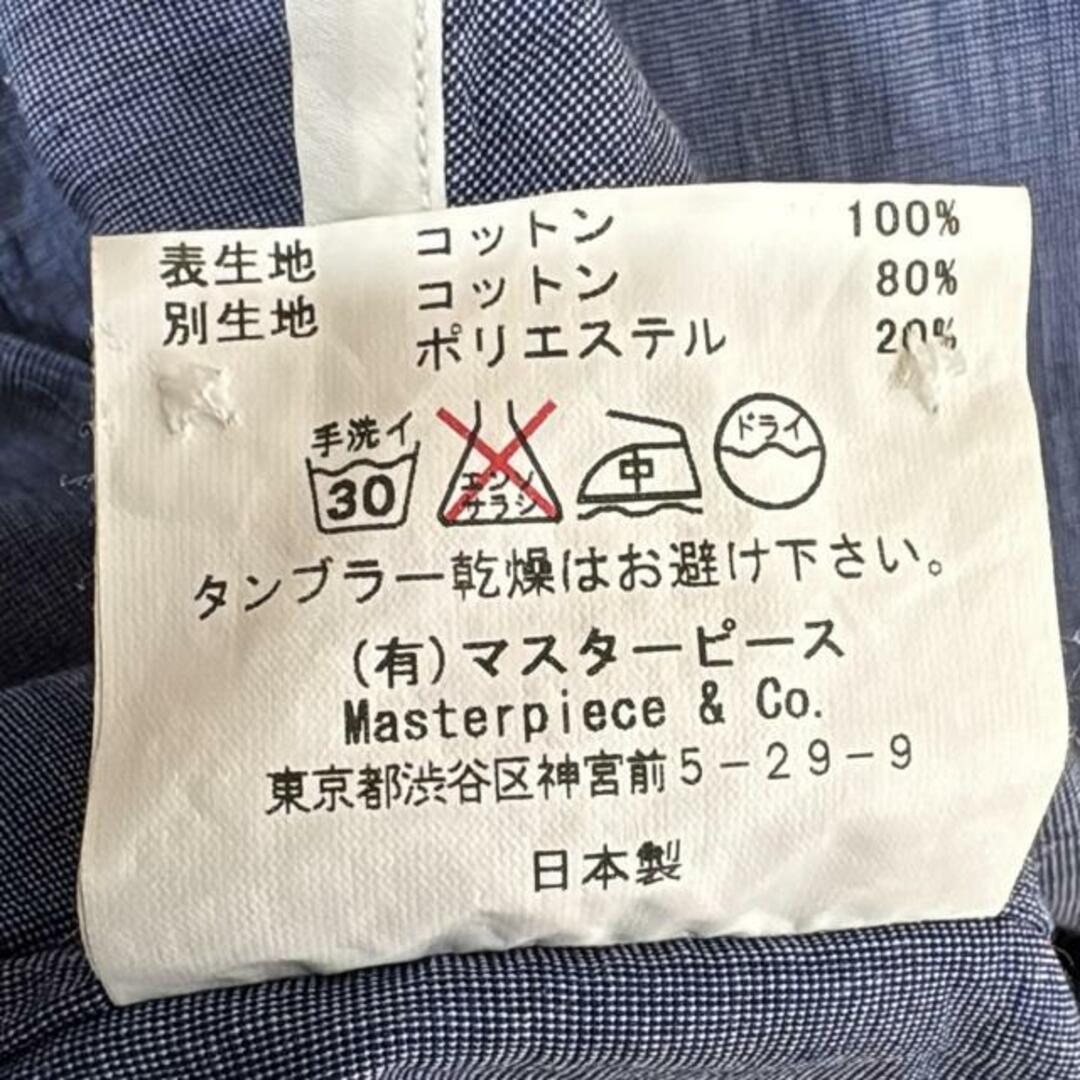 表生地 コットン 100%
別生地 コットン 80%
ポリエステル 20%
手洗イ
30
エンソ
サラシ
中
ドライ
タンブラー乾燥はお避け下さい。
(有)マスターピース
Masterpiece & Co.
東京都渋谷区神宮前5-29-9
日本製